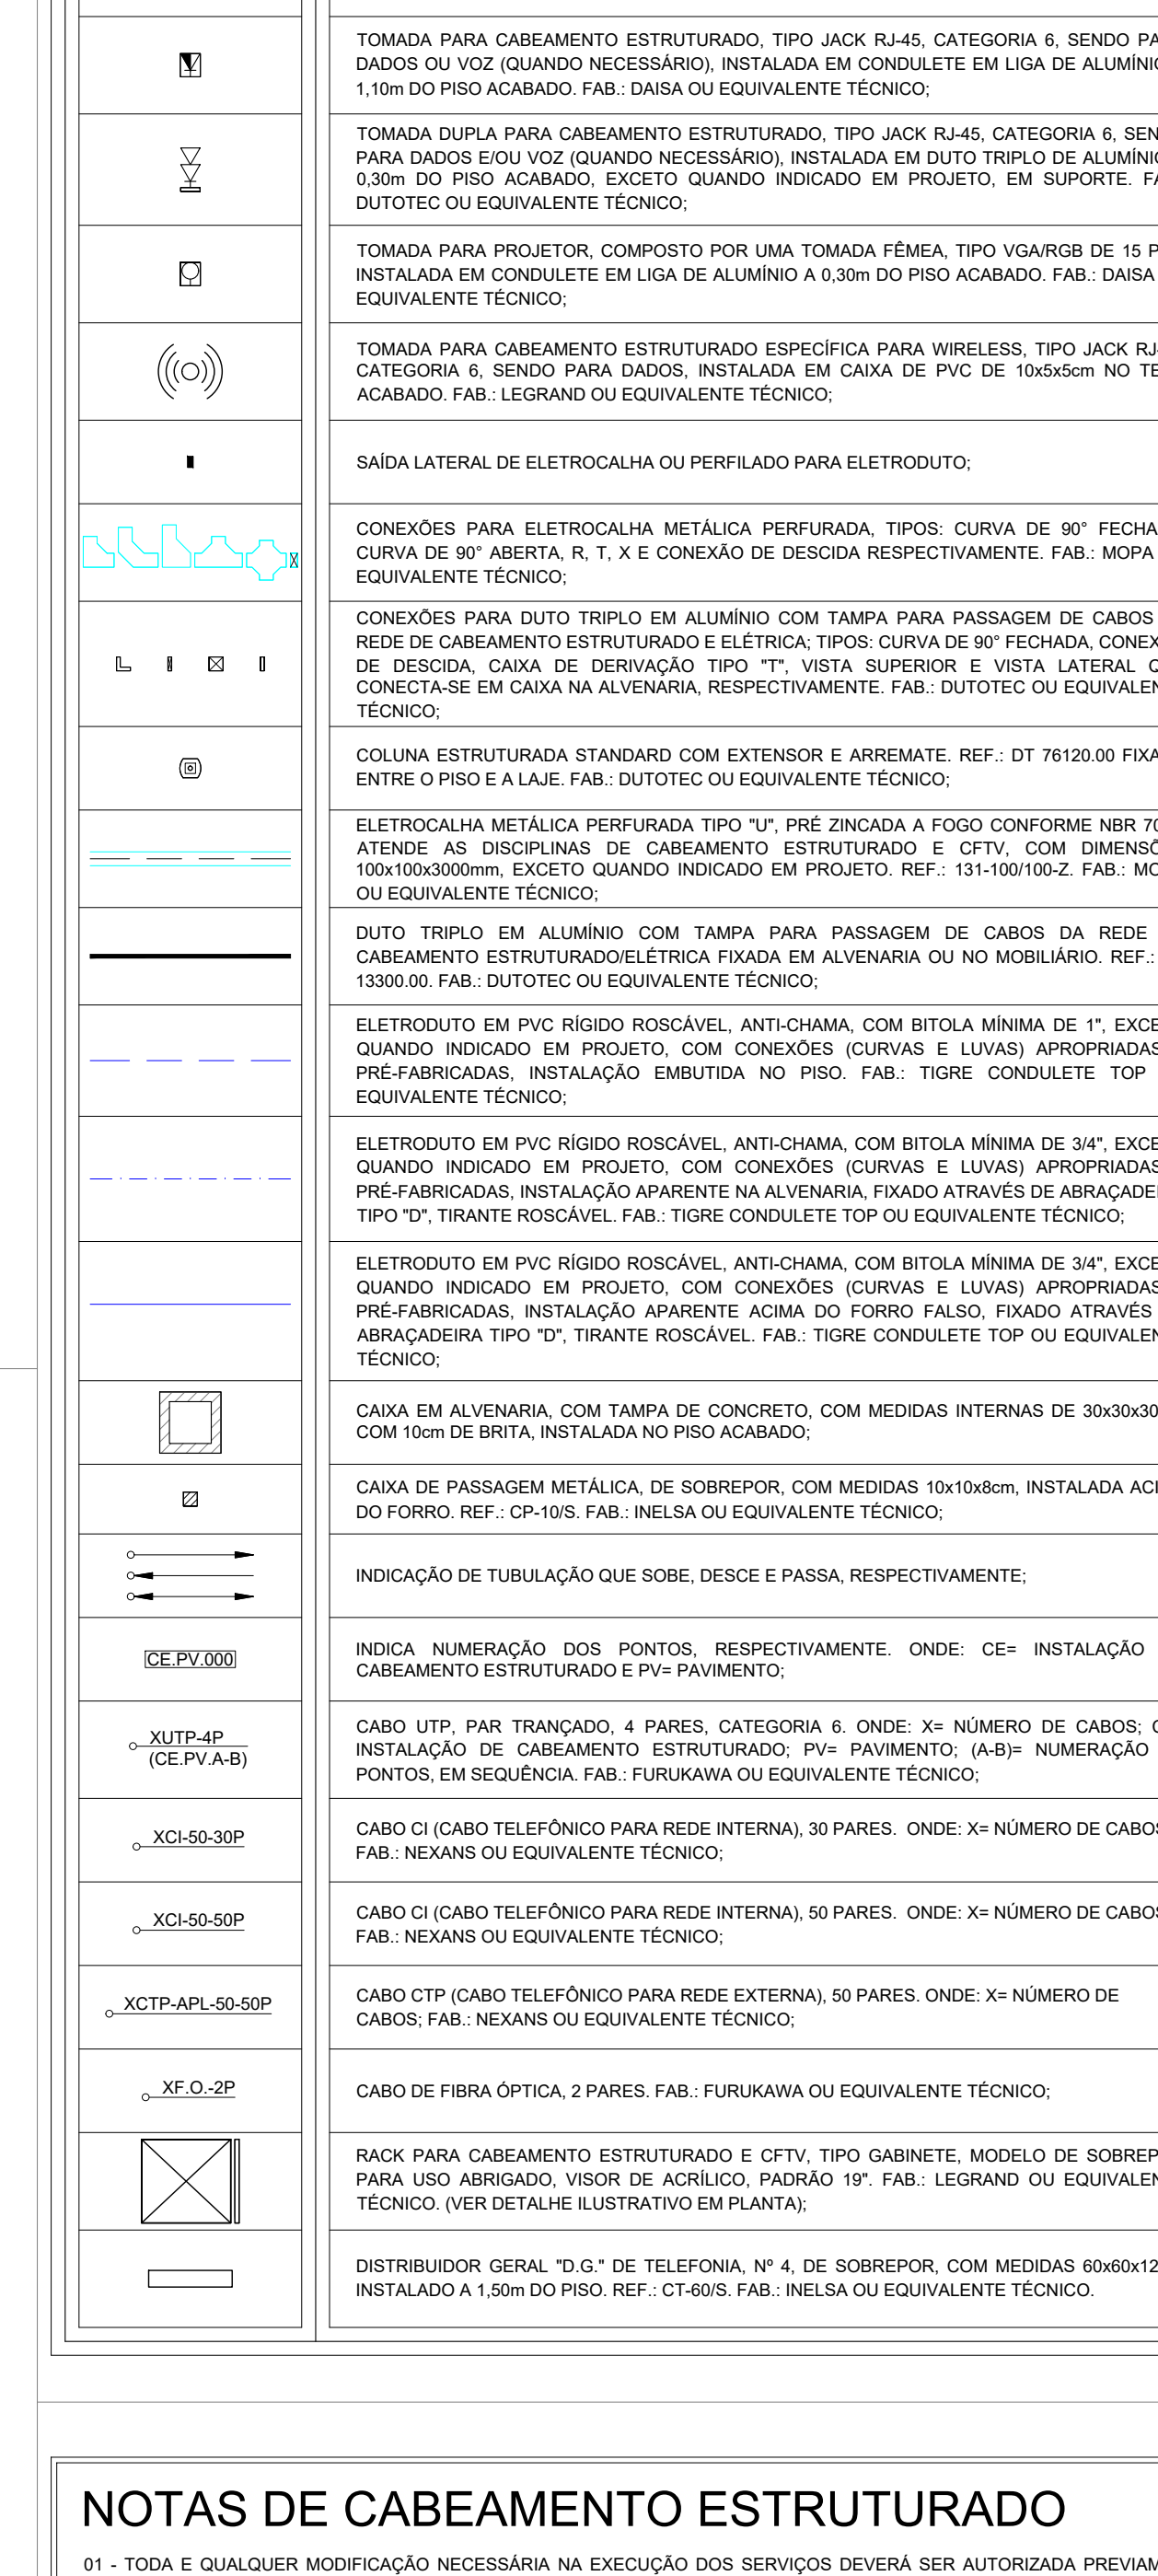 TOMADA PARA CABEAMENTO ESTRUTURADO, TIPO JACK RJ-45, CATEGORIA 6, SENDO
DADOS OU VOZ (QUANDO NECESSÁRIO), INSTALADA EM CONDULETE EM LIGA DE
1,10m DO PISO ACABADO. FAB.: DAISA OU EQUIVALENTE TÉCNICO;
TOMADA DUPLA PARA CABEAMENTO ESTRUTURADO, TIPO JACK RJ-45, CATEGORIA 6,
PARA DADOS E/OU VOZ (QUANDO NECESSÁRIO), INSTALADA EM DUTO TRIPLO DE
0,30m DO PISO ACABADO, EXCETO QUANDO INDICADO EM PROJETO, EM SUPORTE.
DUTOTEC OU EQUIVALENTE TÉCNICO;
TOMADA PARA PROJETOR, COMPOSTO POR UMA TOMADA FÊMEA, TIPO VGA/RGB DE 15
INSTALADA EM CONDULETE EM LIGA DE ALUMÍNIO A 0,30m DO PISO ACABADO. FAB.: DAISA
EQUIVALENTE TÉCNICO;
TOMADA PARA CABEAMENTO ESTRUTURADO ESPECÍFICA PARA WIRELESS, TIPO JACK
CATEGORIA 6, SENDO PARA DADOS, INSTALADA EM CAIXA DE PVC DE 10x5x5cm NO
ACABADO. FAB.: LEGRAND OU EQUIVALENTE TÉCNICO;
SAÍDA LATERAL DE ELETROCALHA OU PERFILADO PARA ELETRODUTO;
CONEXÕES PARA ELETROCALHA METÁLICA PERFURADA, TIPOS: CURVA DE 90°
CURVA DE 90° ABERTA, R, T, X E CONEXÃO DE DESCIDA RESPECTIVAMENTE. FAB.: MOPA
EQUIVALENTE TÉCNICO;
CONEXÕES PARA DUTO TRIPLO EM ALUMÍNIO COM TAMPA PARA PASSAGEM DE CABOS
REDE DE CABEAMENTO ESTRUTURADO E ELÉTRICA; TIPOS: CURVA DE 90° FECHADA,
DE DESCIDA, CAIXA DE DERIVAÇÃO TIPO "T", VISTA SUPERIOR E VISTA LATERAL
CONECTA-SE EM CAIXA NA ALVENARIA, RESPECTIVAMENTE. FAB.: DUTOTEC OU
TÉCNICO;
COLUNA ESTRUTURADA STANDARD COM EXTENSOR E ARREMATE. REF.: DT 76120.00
ENTRE O PISO E A LAJE. FAB.: DUTOTEC OU EQUIVALENTE TÉCNICO;
ELETROCALHA METÁLICA PERFURADA TIPO "U", PRÉ ZINCADA A FOGO CONFORME NBR
ATENDE AS DISCIPLINAS DE CABEAMENTO ESTRUTURADO E CFTV, COM
100x100x3000mm, EXCETO QUANDO INDICADO EM PROJETO. REF.: 131-100/100-Z. FAB.:
OU EQUIVALENTE TÉCNICO;
DUTO TRIPLO EM ALUMÍNIO COM TAMPA PARA PASSAGEM DE CABOS DA REDE
CABEAMENTO ESTRUTURADO/ELÉTRICA FIXADA EM ALVENARIA OU NO MOBILIÁRIO. REF.:
13300.00. FAB.: DUTOTEC OU EQUIVALENTE TÉCNICO;
ELETRODUTO EM PVC RÍGIDO ROSCÁVEL, ANTI-CHAMA, COM BITOLA MÍNIMA DE 1",
QUANDO INDICADO EM PROJETO, COM CONEXÕES (CURVAS E LUVAS) APROPRIADAS
PRÉ-FABRICADAS, INSTALAÇÃO EMBUTIDA NO PISO. FAB.: TIGRE CONDULETE TOP
EQUIVALENTE TÉCNICO;
ELETRODUTO EM PVC RÍGIDO ROSCÁVEL, ANTI-CHAMA, COM BITOLA MÍNIMA DE 3/4",
QUANDO INDICADO EM PROJETO, COM CONEXÕES (CURVAS E LUVAS) APROPRIADAS
PRÉ-FABRICADAS, INSTALAÇÃO APARENTE NA ALVENARIA, FIXADO ATRAVÉS DE
TIPO "D", TIRANTE ROSCÁVEL. FAB.: TIGRE CONDULETE TOP OU EQUIVALENTE TÉCNICO;
ELETRODUTO EM PVC RÍGIDO ROSCÁVEL, ANTI-CHAMA, COM BITOLA MÍNIMA DE 3/4",
QUANDO INDICADO EM PROJETO, COM CONEXÕES (CURVAS E LUVAS) APROPRIADAS
PRÉ-FABRICADAS, INSTALAÇÃO APARENTE ACIMA DO FORRO FALSO, FIXADO ATRAVÉS
ABRAÇADEIRA TIPO "D", TIRANTE ROSCÁVEL. FAB.: TIGRE CONDULETE TOP OU
TÉCNICO;
CAIXA EM ALVENARIA, COM TAMPA DE CONCRETO, COM MEDIDAS INTERNAS DE 30x30x30
COM 10cm DE BRITA, INSTALADA NO PISO ACABADO;
CAIXA DE PASSAGEM METÁLICA, DE SOBREPOR, COM MEDIDAS 10x10x8cm, INSTALADA
DO FORRO. REF.: CP-10/S. FAB.: INELSA OU EQUIVALENTE TÉCNICO;
INDICAÇÃO DE TUBULAÇÃO QUE SOBE, DESCE E PASSA, RESPECTIVAMENTE;
CE.PV.000
INDICA NUMERAÇÃO DOS PONTOS, RESPECTIVAMENTE. ONDE: CE= INSTALAÇÃO
CABEAMENTO ESTRUTURADO E PV= PAVIMENTO;
XUTP-4P
(CE.PV.A-B)
CABO UTP, PAR TRANÇADO, 4 PARES, CATEGORIA 6. ONDE: X= NÚMERO DE CABOS;
INSTALAÇÃO DE CABEAMENTO ESTRUTURADO; PV= PAVIMENTO; (A-B)= NUMERAÇÃO
PONTOS, EM SEQUÊNCIA. FAB.: FURUKAWA OU EQUIVALENTE TÉCNICO;
XCI-50-30P
CABO CI (CABO TELEFÔNICO PARA REDE INTERNA), 30 PARES. ONDE: X= NÚMERO DE CABOS
FAB.: NEXANS OU EQUIVALENTE TÉCNICO;
XCI-50-50P
CABO CI (CABO TELEFÔNICO PARA REDE INTERNA), 50 PARES. ONDE: X= NÚMERO DE CABOS
FAB.: NEXANS OU EQUIVALENTE TÉCNICO;
XCTP-APL-50-50P
CABO CTP (CABO TELEFÔNICO PARA REDE EXTERNA), 50 PARES. ONDE: X= NÚMERO DE
CABOS; FAB.: NEXANS OU EQUIVALENTE TÉCNICO;
XF.O.-2P
CABO DE FIBRA ÓPTICA, 2 PARES. FAB.: FURUKAWA OU EQUIVALENTE TÉCNICO;
RACK PARA CABEAMENTO ESTRUTURADO E CFTV, TIPO GABINETE, MODELO DE
PARA USO ABRIGADO, VISOR DE ACRÍLICO, PADRÃO 19". FAB.: LEGRAND OU
TÉCNICO. (VER DETALHE ILUSTRATIVO EM PLANTA);
DISTRIBUIDOR GERAL "D.G." DE TELEFONIA, Nº 4, DE SOBREPOR, COM MEDIDAS 60x60x12
INSTALADO A 1,50m DO PISO. REF.: CT-60/S. FAB.: INELSA OU EQUIVALENTE TÉCNICO.
NOTAS DE CABEAMENTO ESTRUTURADO
01 - TODA E QUALQUER MODIFICAÇÃO NECESSÁRIA NA EXECUÇÃO DOS SERVIÇOS DEVERÁ SER AUTORIZADA